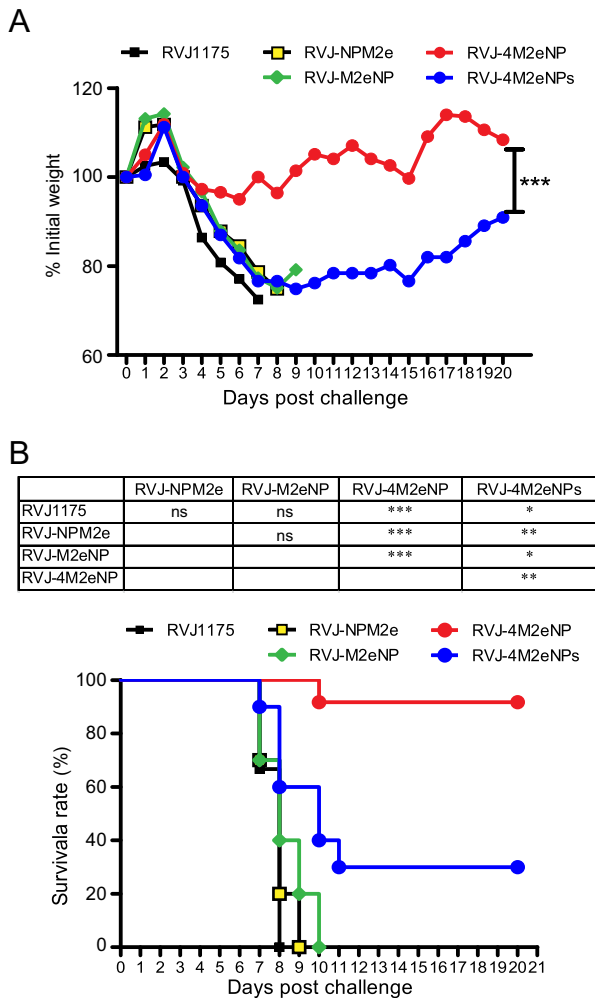 A
RVJ1175 RVJ-NPM2e RVJ-4M2eNP
RVJ-M2eNP RVJ-4M2eNPs
120
100
80
60
% Initial weight
***
0 1 2 3 4 5 6 7 8 9 10 11 12 13 14 15 16 17 18 19 20
Days post challenge
B
RVJ-NPM2e RVJ-M2eNP RVJ-4M2eNP RVJ-4M2eNPs
RVJ1175 ns ns *** *
RVJ-NPM2e ns *** **
RVJ-M2eNP *** *
RVJ-4M2eNP **
RVJ1175 RVJ-NPM2e RVJ-4M2eNP
RVJ-M2eNP RVJ-4M2eNPs
100
80
60
40
20
0
Survivala rate (%)
0 1 2 3 4 5 6 7 8 9 10 11 12 13 14 15 16 17 18 19 20 21
Days post challenge